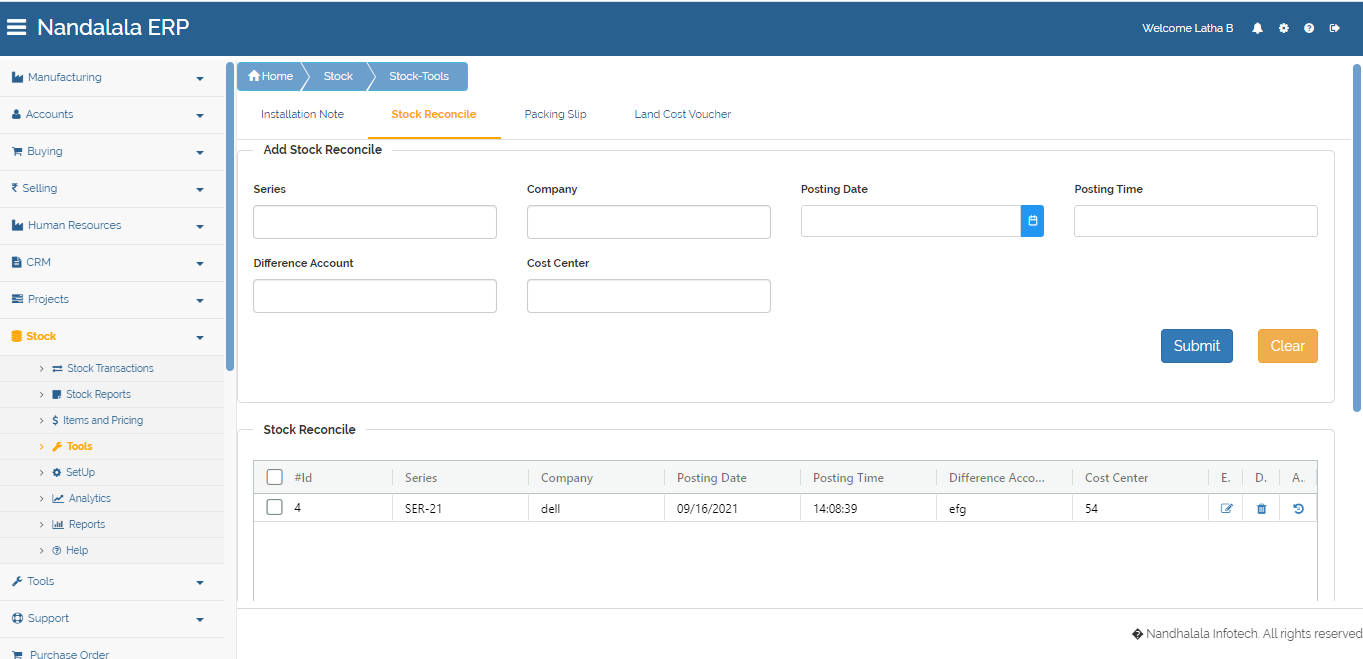 Nandalala ERP
Welcome Latha B
Manufacturing
Accounts
Buying
₹ Selling
Human Resources
CRM
Projects
Stock
Stock Transactions
Stock Reports
$ Items and Pricing
Tools
SetUp
Analytics
Reports
Help
Tools
Support
Purchase Order
Home Stock Stock-Tools
Installation Note Stock Reconcile Packing Slip Land Cost Voucher
Add Stock Reconcile
Series Company Posting Date Posting Time
Difference Account Cost Center
Submit Clear
Stock Reconcile
#Id Series Company Posting Date Posting Time Difference Acco... Cost Center E. D. A..
4 SER-21 dell 09/16/2021 14:08:39 efg 54
� Nandhalala Infotech. All rights reserved